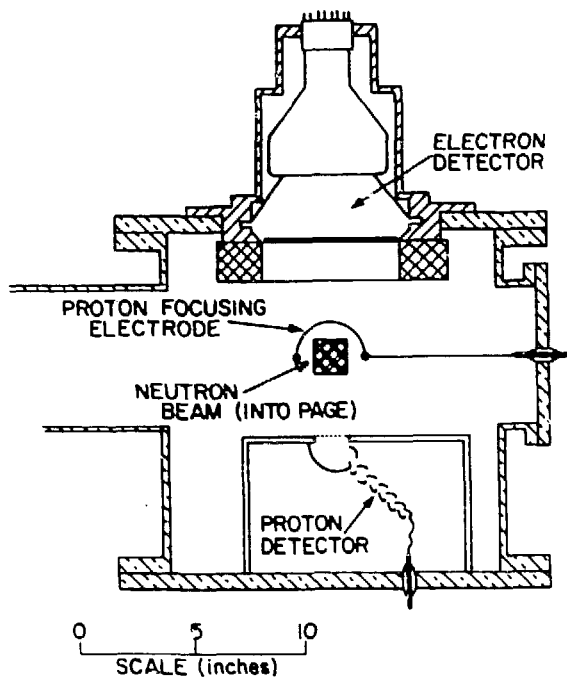 ELECTRON
DETECTOR
PROTON FOCUSING
ELECTRODE
NEUTRON
BEAM (INTO PAGE)
PROTON
DETECTOR
0 5 10
SCALE (inches)